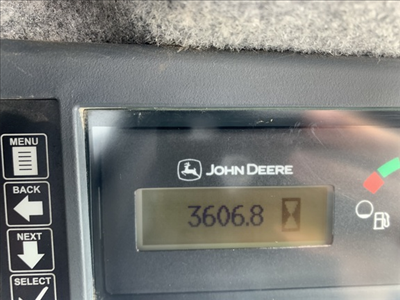 MENU
BACK
NEXT
SELECT
JOHN DEERE
3606.8